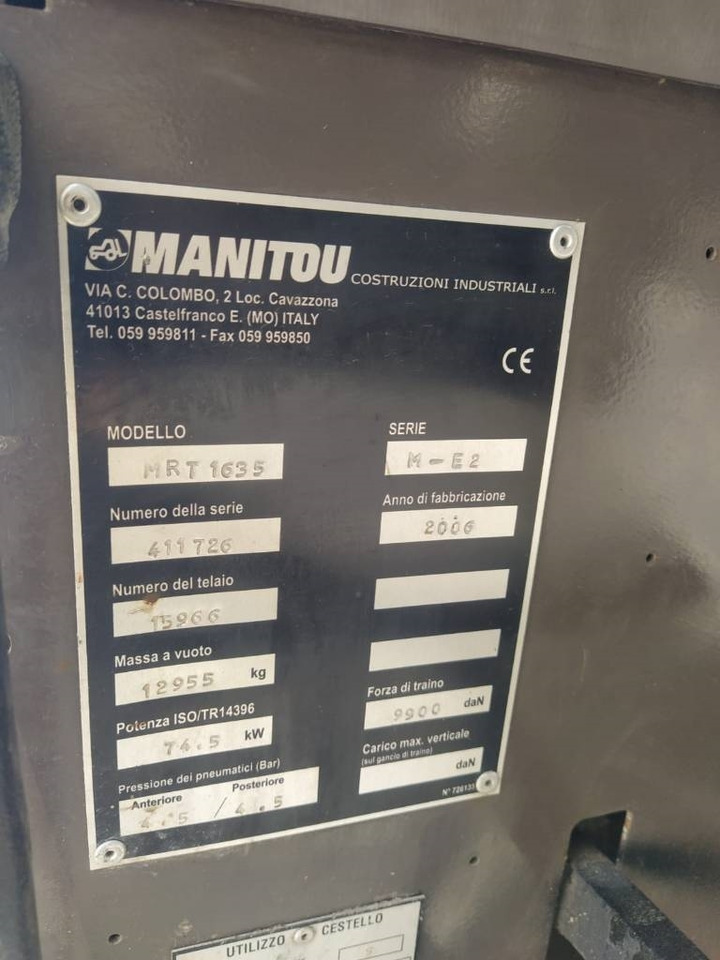 MANITOU COSTRUZIONI INDUSTRIALI s.r.l.
VIA C. COLOMBO, 2 Loc. Cavazzona
41013 Castelfranco E. (MO) ITALY
Tel. 059 959811 - Fax 059 959850
CE
MODELLO
MRT 1635
SERIE
M-E2
Numero della serie
411726
Anno di fabbricazione
2006
Numero del telaio
15966
Massa a vuoto
12955 kg
Forza di traino
9900 daN
Potenza ISO/TR14396
74.5 kW
Carico max. verticale
(sul gancio di traino)
daN
Pressione dei pneumatici (Bar)
Anteriore / Posteriore
4.5 / 4.5
UTILIZZO CESTELLO